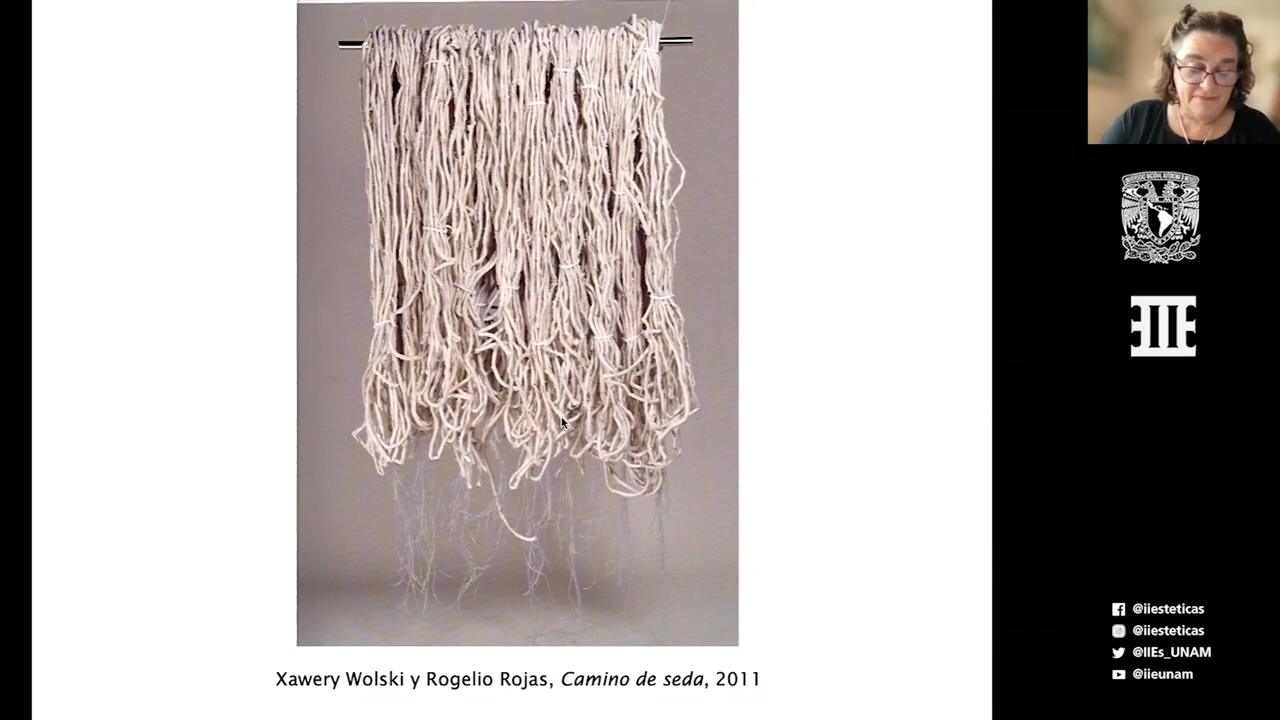 Xawery Wolski y Rogelio Rojas, Camino de seda, 2011
@iiesteticas
@iiesteticas
@IIEs_UNAM
@iieunam